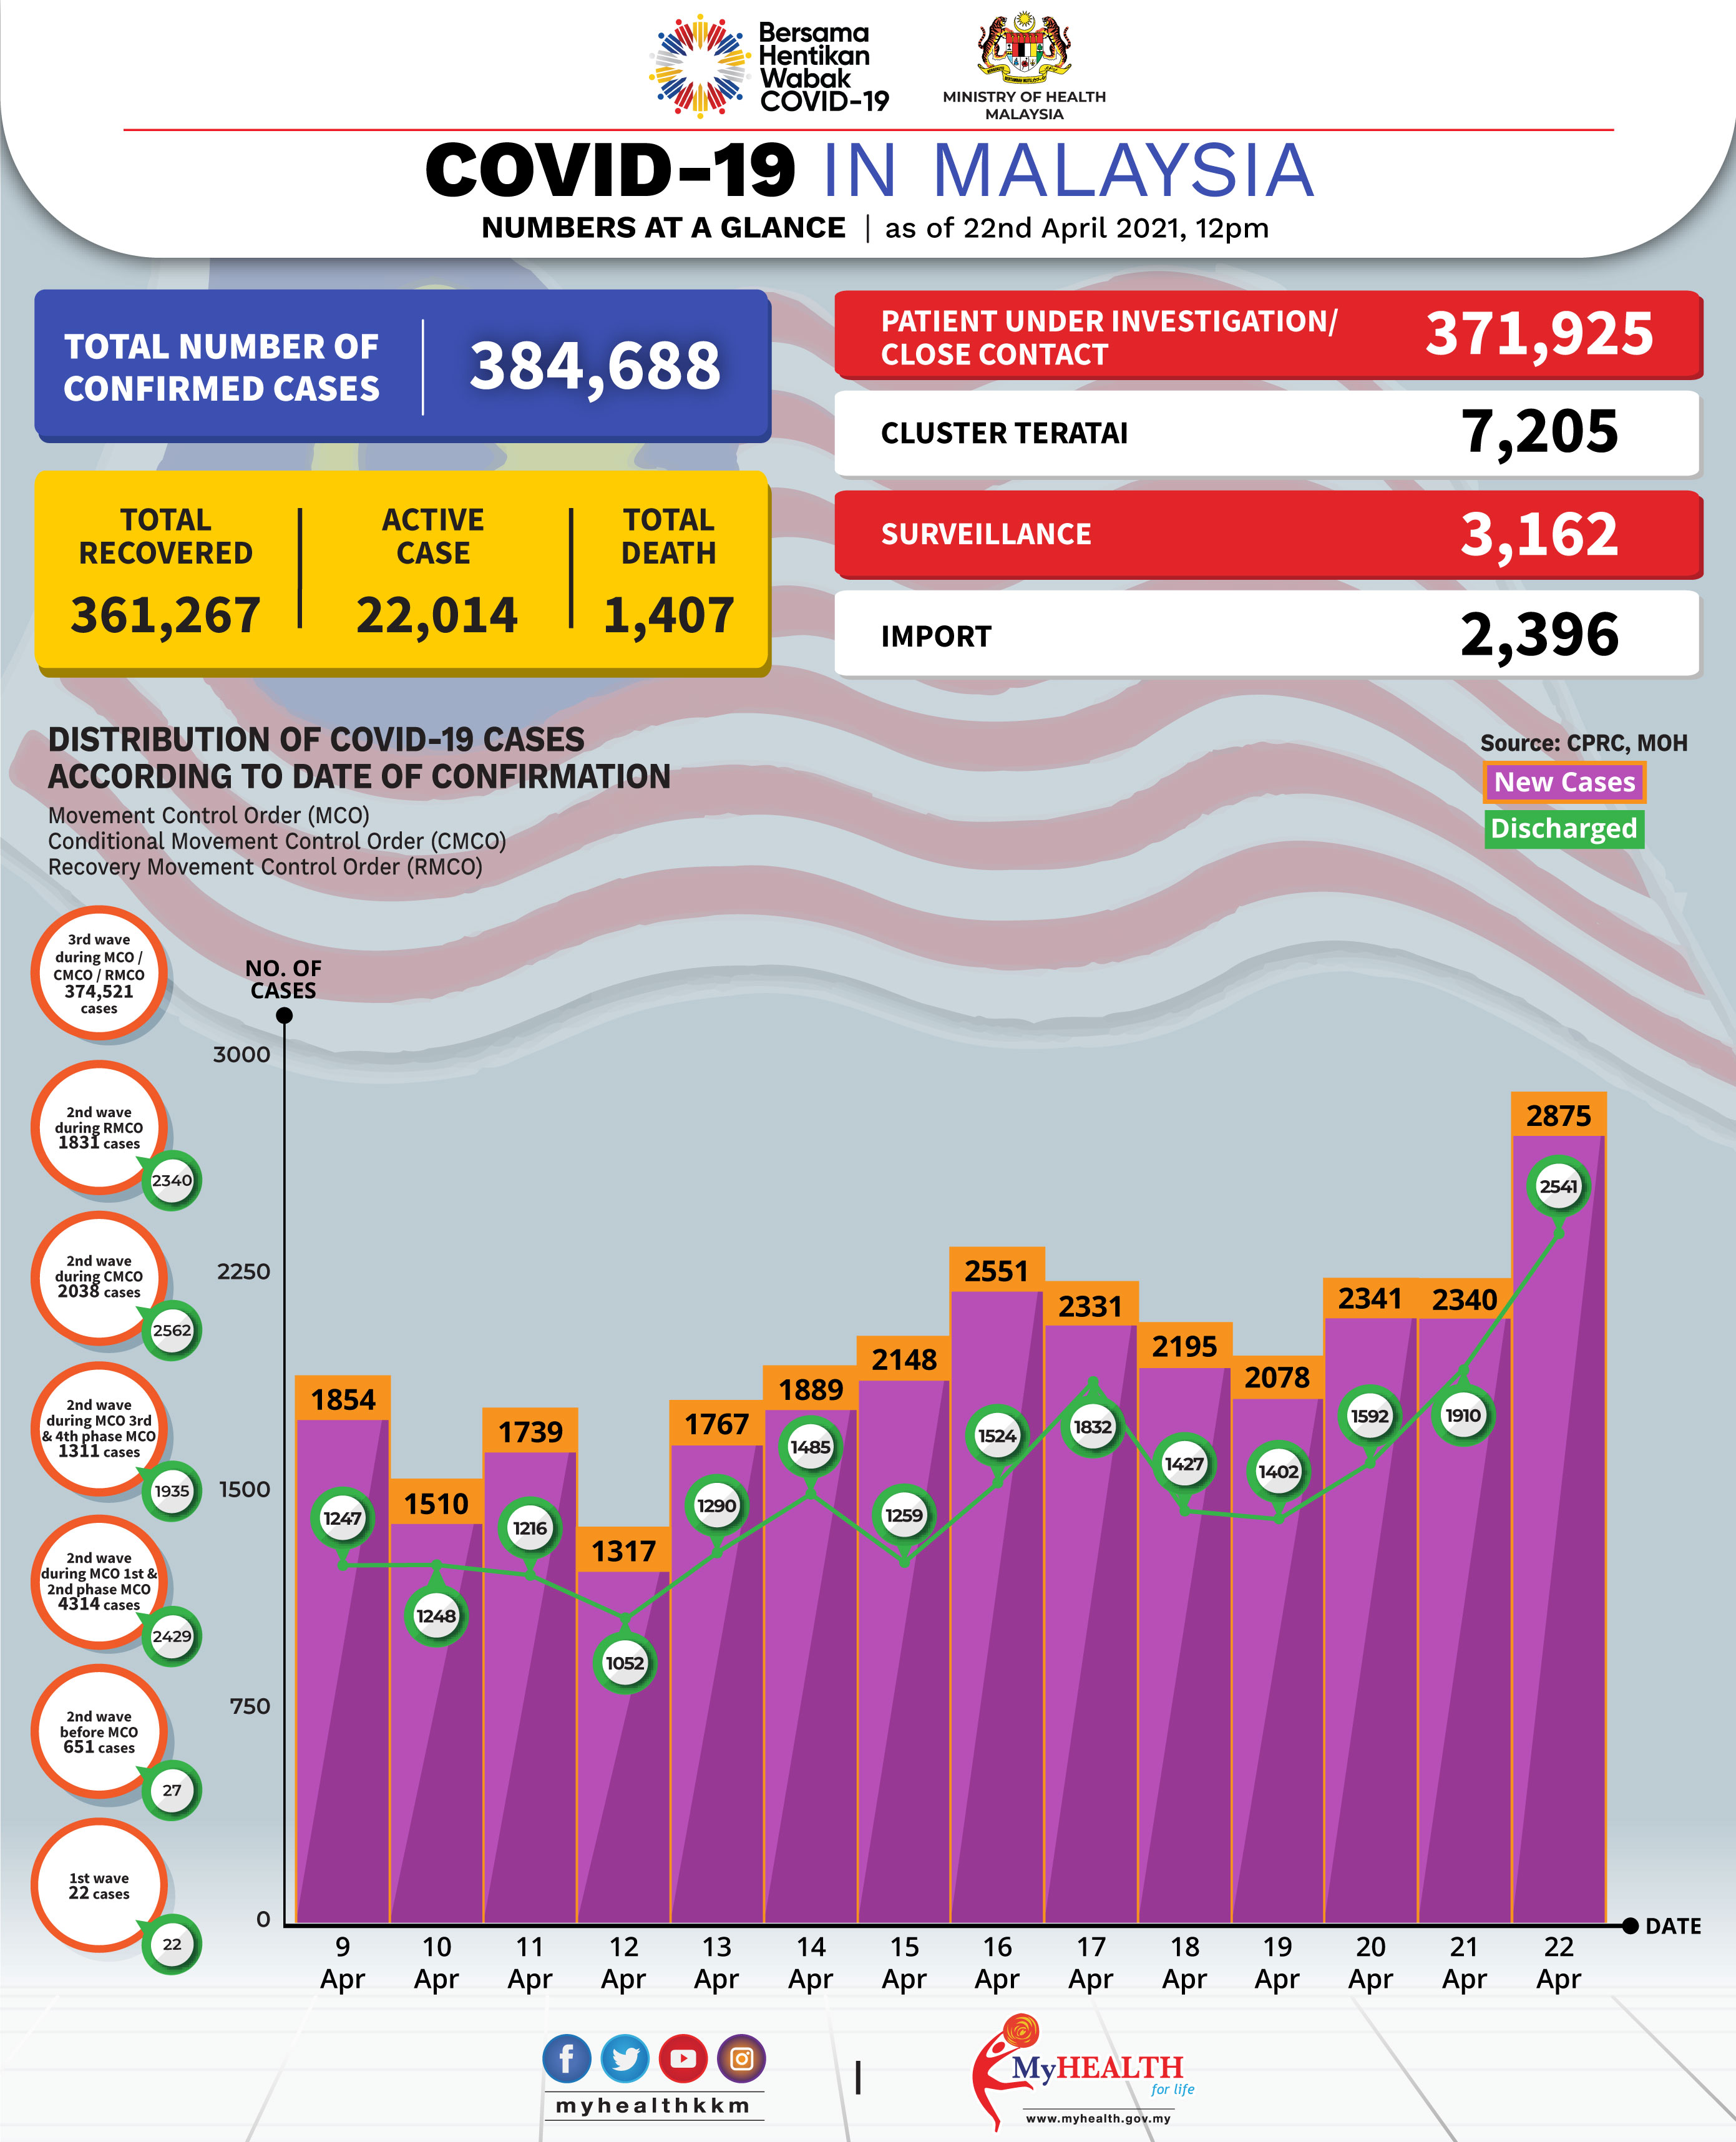 Bersama
Hentikan
Wabak
COVID-19
MINISTRY OF HEALTH
MALAYSIA
COVID-19 IN MALAYSIA
NUMBERS AT A GLANCE | as of 22nd April 2021, 12pm
TOTAL NUMBER OF
CONFIRMED CASES
384,688
TOTAL
RECOVERED
361,267
ACTIVE
CASE
22,014
TOTAL
DEATH
1,407
PATIENT UNDER INVESTIGATION/
CLOSE CONTACT
371,925
CLUSTER TERATAI
7,205
SURVEILLANCE
3,162
IMPORT
2,396
DISTRIBUTION OF COVID-19 CASES
ACCORDING TO DATE OF CONFIRMATION
Movement Control Order (MCO)
Conditional Movement Control Order (CMCO)
Recovery Movement Control Order (RMCO)
Source: CPRC, MOH
New Cases
Discharged
3rd wave
during MCO /
CMCO / RMCO
374,521
cases
2nd wave
during RMCO
1831 cases
2340
2nd wave
during CMCO
2038 cases
2562
2nd wave
during MCO 3rd
& 4th phase MCO
1311 cases
1935
2nd wave
during MCO 1st &
2nd phase MCO
4314 cases
2429
2nd wave
before MCO
651 cases
27
1st wave
22 cases
22
NO. OF
CASES
3000
2250
1500
750
0
1854
1510
1739
1317
1767
1889
2148
2551
2331
2195
2078
2341
2340
2875
1247
1248
1216
1052
1290
1485
1259
1524
1832
1427
1402
1592
1910
2541
9
Apr
10
Apr
11
Apr
12
Apr
13
Apr
14
Apr
15
Apr
16
Apr
17
Apr
18
Apr
19
Apr
20
Apr
21
Apr
22
Apr
DATE
myhealthkkm
MyHEALTH
for life
www.myhealth.gov.my